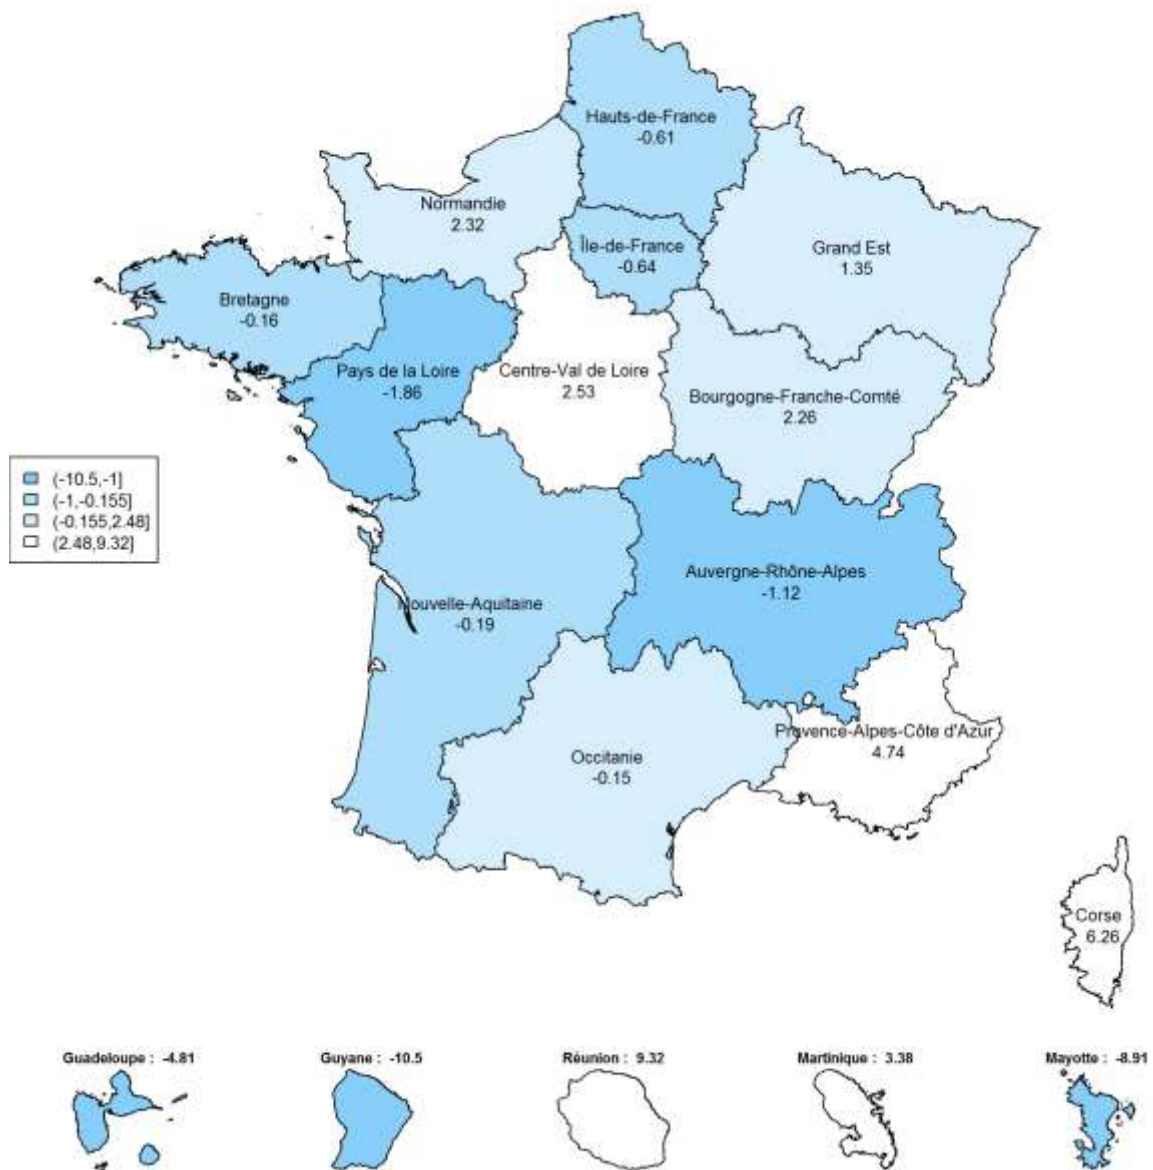 Hauts-de-France
-0.61
Normandie
2.32
Île-de-France
-0.64
Grand Est
1.35
Bretagne
-0.16
Pays de la Loire
-1.86
Centre-Val de Loire
2.53
Bourgogne-Franche-Comté
2.26
(-10.5,-1]
(-1,-0.155]
(-0.155,2.48]
(2.48,9.32]
Auvergne-Rhône-Alpes
-1.12
Nouvelle-Aquitaine
-0.19
Provence-Alpes-Côte d'Azur
4.74
Occitanie
-0.15
Corse
6.26
Guadeloupe : -4.81
Guyane : -10.5
Réunion : 9.32
Martinique : 3.38
Mayotte : -8.91